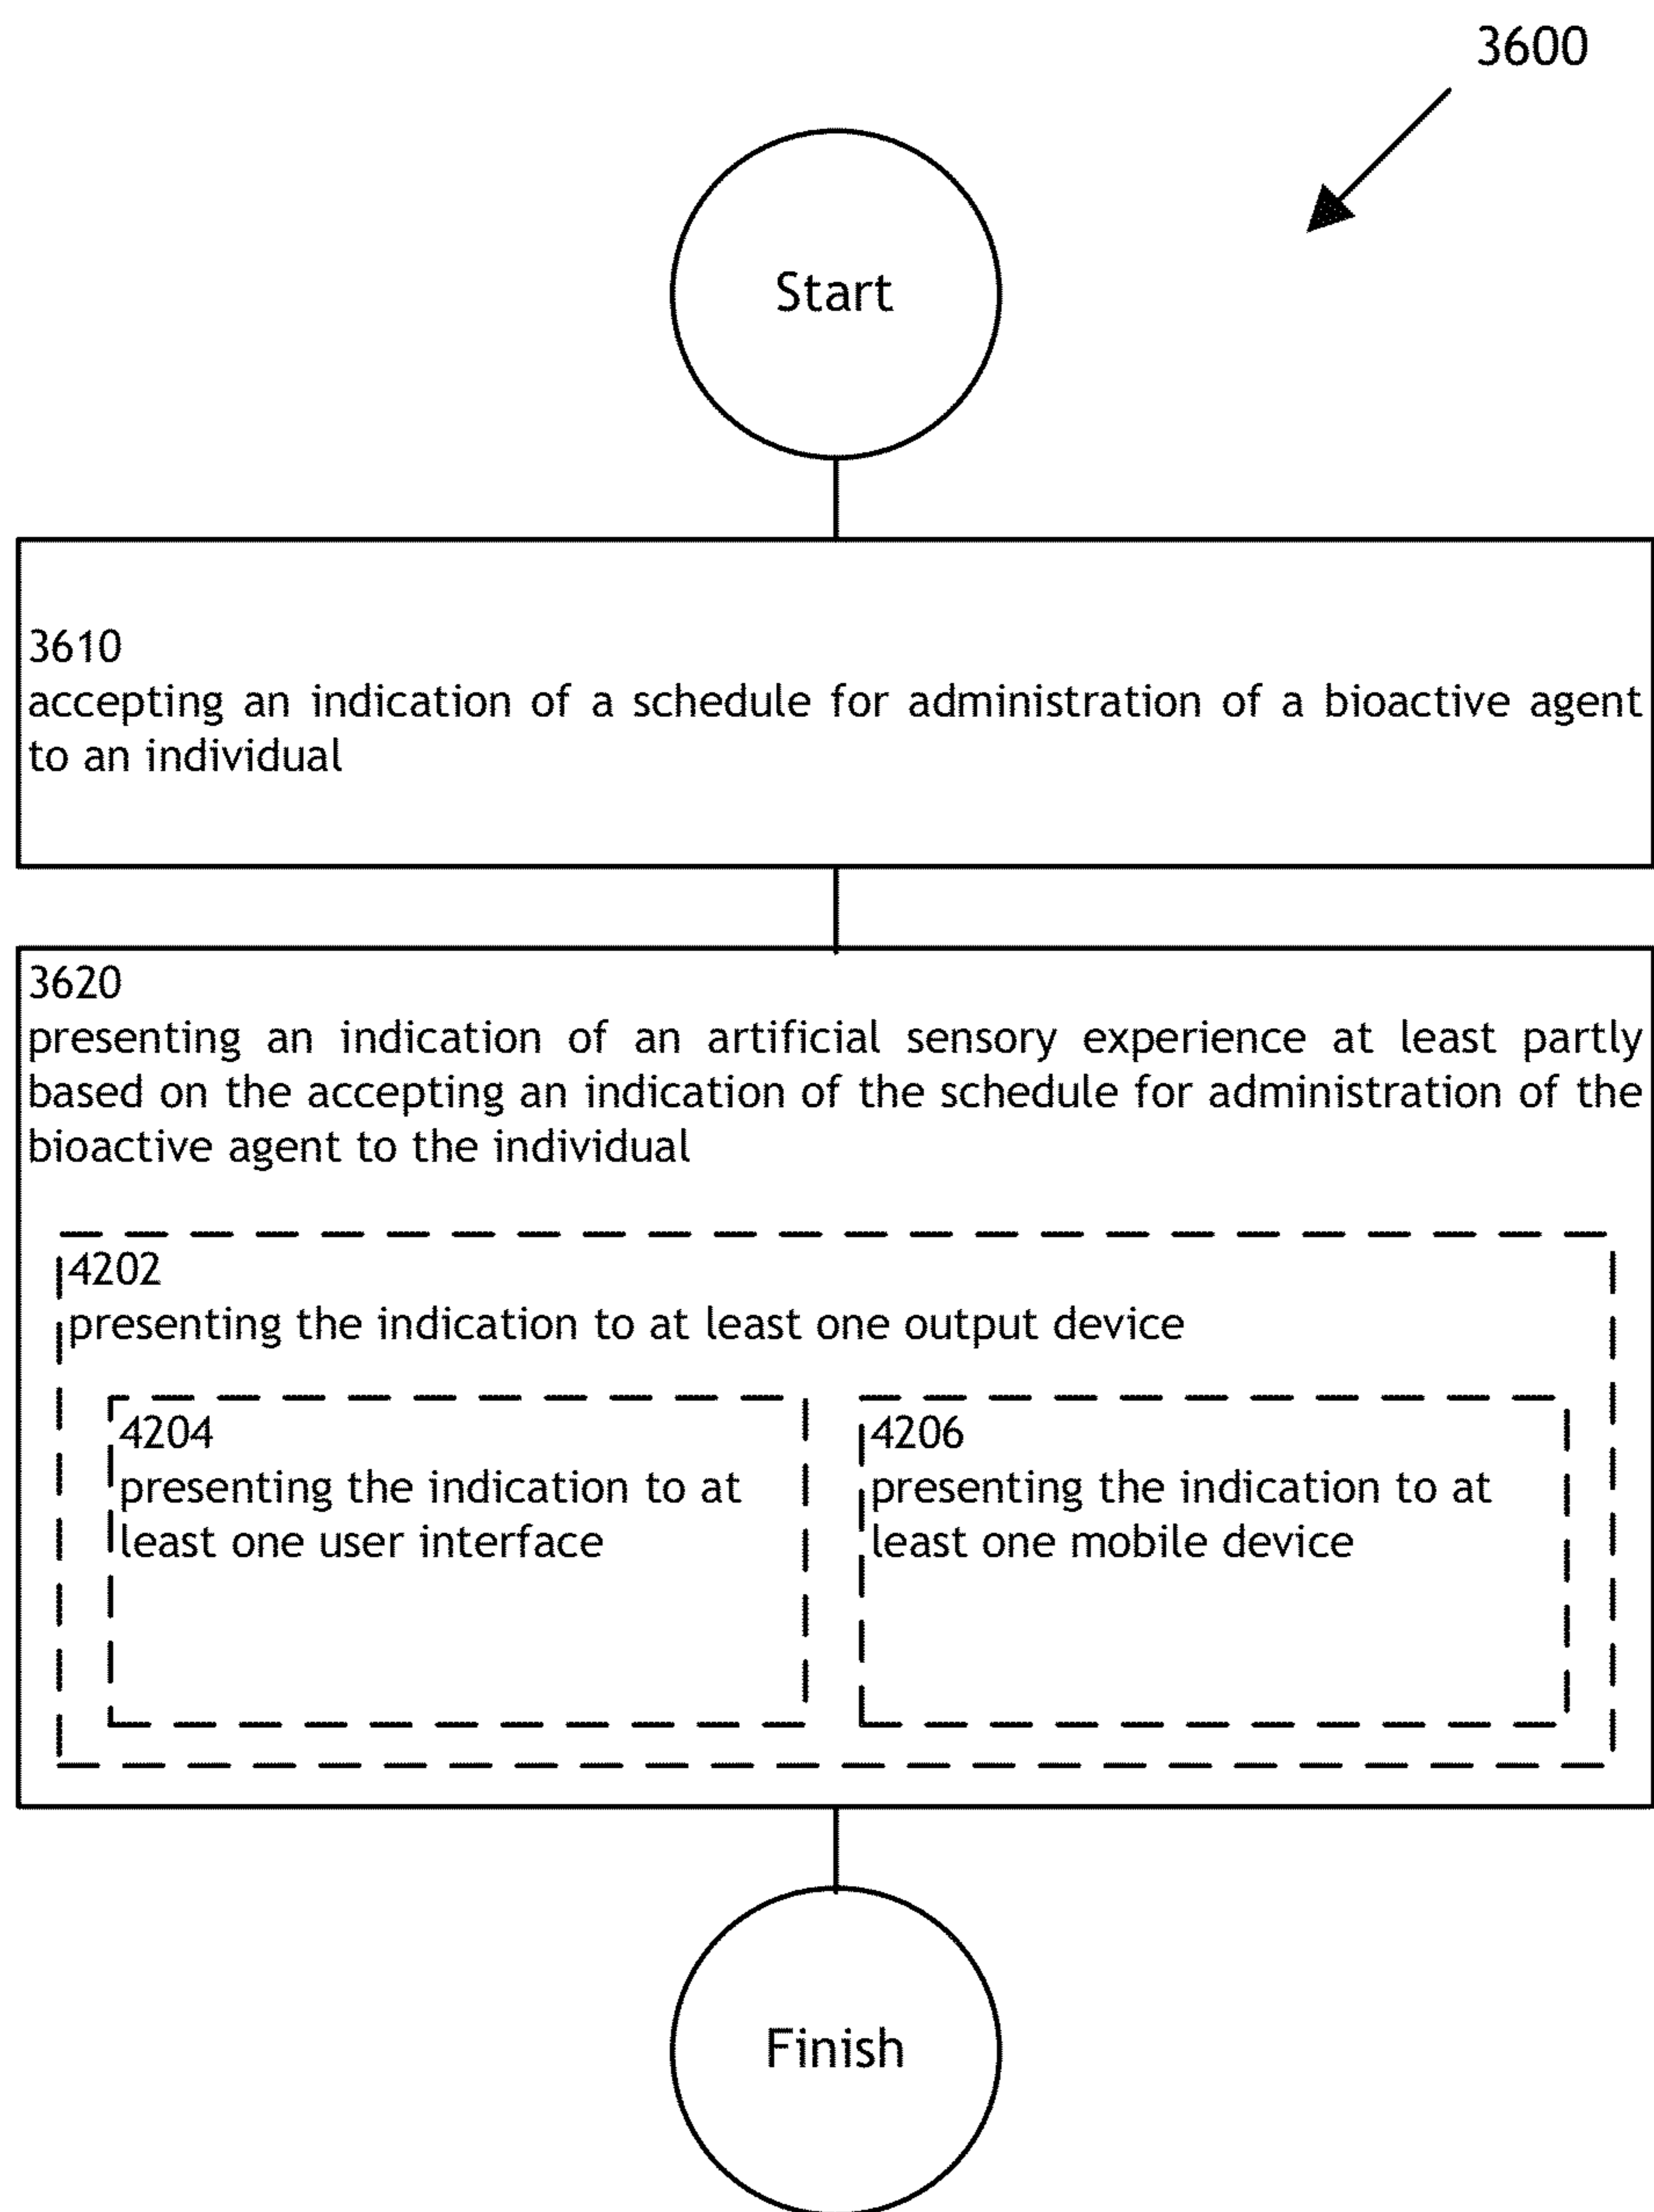 3600
Start
3610
accepting an indication of a schedule for administration of a bioactive agent
to an individual
3620
presenting an indication of an artificial sensory experience at least partly
based on the accepting an indication of the schedule for administration of the
bioactive agent to the individual
4202
presenting the indication to at least one output device
4204
presenting the indication to at
least one user interface
4206
presenting the indication to at
least one mobile device
Finish